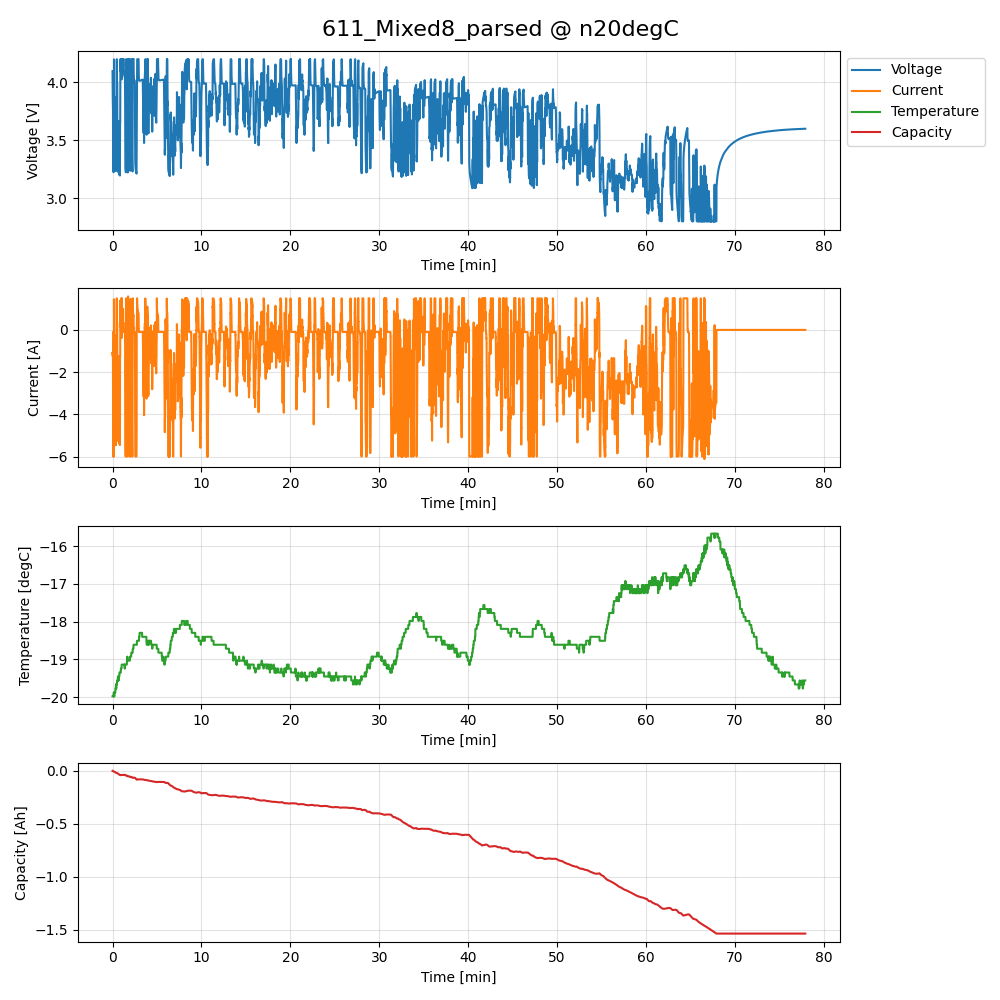 611_Mixed8_parsed @ n20degC
Voltage [V]
4.0
3.5
3.0
0 10 20 30 40 50 60 70 80
Time [min]
Voltage
Current
Temperature
Capacity
Current [A]
0
−2
−4
−6
0 10 20 30 40 50 60 70 80
Time [min]
Temperature [degC]
−16
−17
−18
−19
−20
0 10 20 30 40 50 60 70 80
Time [min]
Capacity [Ah]
0.0
−0.5
−1.0
−1.5
0 10 20 30 40 50 60 70 80
Time [min]